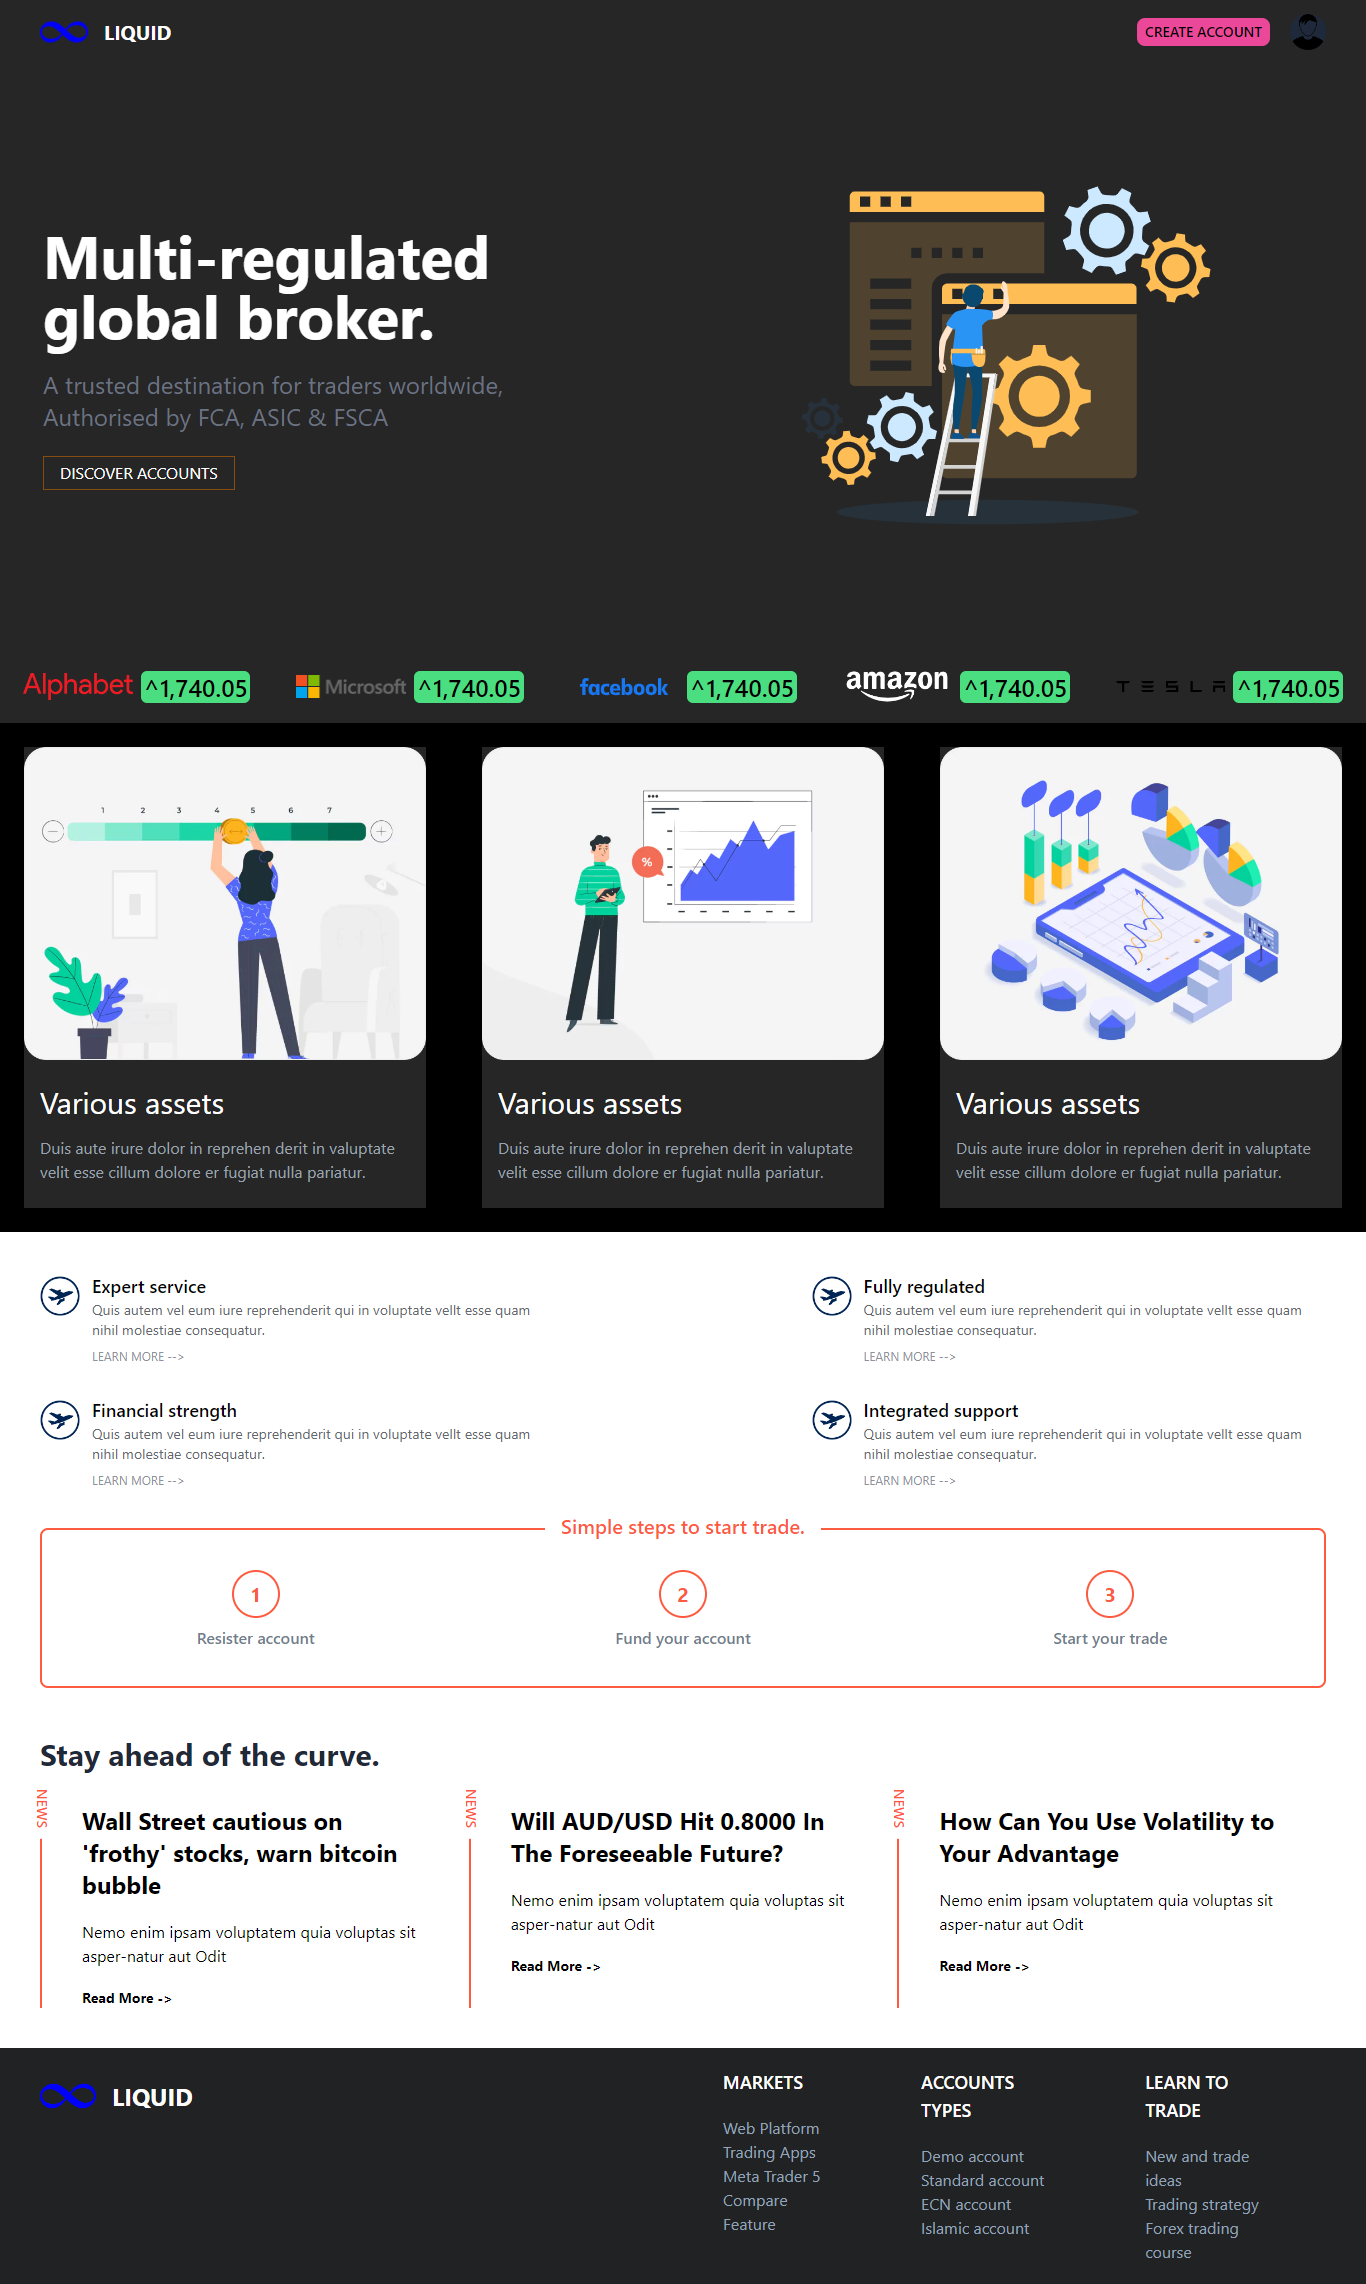 LIQUID
CREATE ACCOUNT
Multi-regulated
global broker.
A trusted destination for traders worldwide,
Authorised by FCA, ASIC & FSCA
DISCOVER ACCOUNTS
Alphabet ^1,740.05
Microsoft ^1,740.05
facebook ^1,740.05
amazon ^1,740.05
TESLA ^1,740.05
1 2 3 4 5 6 7
%
Various assets
Duis aute irure dolor in reprehen derit in valuptate
velit esse cillum dolore er fugiat nulla pariatur.
Various assets
Duis aute irure dolor in reprehen derit in valuptate
velit esse cillum dolore er fugiat nulla pariatur.
Various assets
Duis aute irure dolor in reprehen derit in valuptate
velit esse cillum dolore er fugiat nulla pariatur.
Expert service
Quis autem vel eum iure reprehenderit qui in voluptate vellt esse quam
nihil molestiae consequatur.
LEARN MORE -->
Fully regulated
Quis autem vel eum iure reprehenderit qui in voluptate vellt esse quam
nihil molestiae consequatur.
LEARN MORE -->
Financial strength
Quis autem vel eum iure reprehenderit qui in voluptate vellt esse quam
nihil molestiae consequatur.
LEARN MORE -->
Integrated support
Quis autem vel eum iure reprehenderit qui in voluptate vellt esse quam
nihil molestiae consequatur.
LEARN MORE -->
Simple steps to start trade.
1
Resister account
2
Fund your account
3
Start your trade
Stay ahead of the curve.
NEWS
Wall Street cautious on
'frothy' stocks, warn bitcoin
bubble
Nemo enim ipsam voluptatem quia voluptas sit
asper-natur aut Odit
Read More ->
NEWS
Will AUD/USD Hit 0.8000 In
The Foreseeable Future?
Nemo enim ipsam voluptatem quia voluptas sit
asper-natur aut Odit
Read More ->
NEWS
How Can You Use Volatility to
Your Advantage
Nemo enim ipsam voluptatem quia voluptas sit
asper-natur aut Odit
Read More ->
LIQUID
MARKETS
Web Platform
Trading Apps
Meta Trader 5
Compare
Feature
ACCOUNTS
TYPES
Demo account
Standard account
ECN account
Islamic account
LEARN TO
TRADE
New and trade
ideas
Trading strategy
Forex trading
course